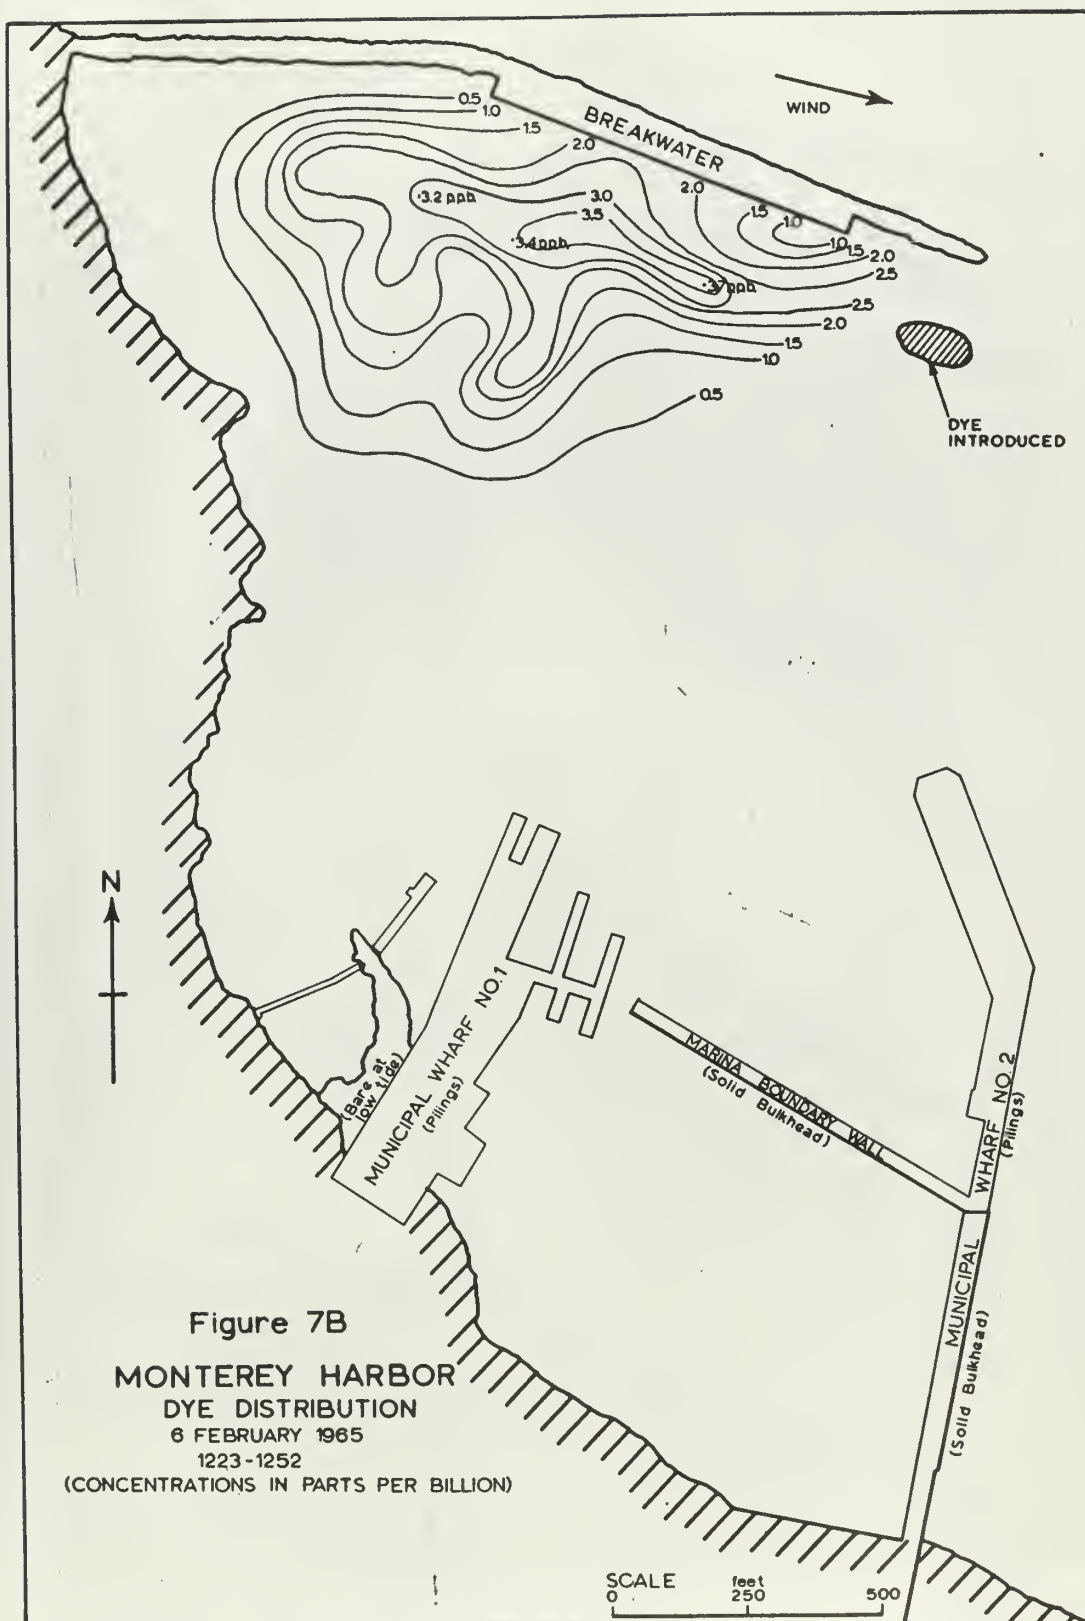 WIND
BREAKWATER
0.5
1.0
1.5
2.0
2.0
3.0
3.5
1.5
1.0
1.0
1.5
2.0
2.5
3.2 ppb
3.4 ppb
3.7 ppb
2.5
2.0
1.5
1.0
0.5
DYE
INTRODUCED
N
MUNICIPAL WHARF NO.1
(Pilings)
(Bare at
low tide)
MARINA BOUNDARY WALL
(Solid Bulkhead)
MUNICIPAL WHARF NO.2
(Pilings)
(Solid Bulkhead)
Figure 7B
MONTEREY HARBOR
DYE DISTRIBUTION
6 FEBRUARY 1965
1223-1252
(CONCENTRATIONS IN PARTS PER BILLION)
SCALE feet
0 250 500